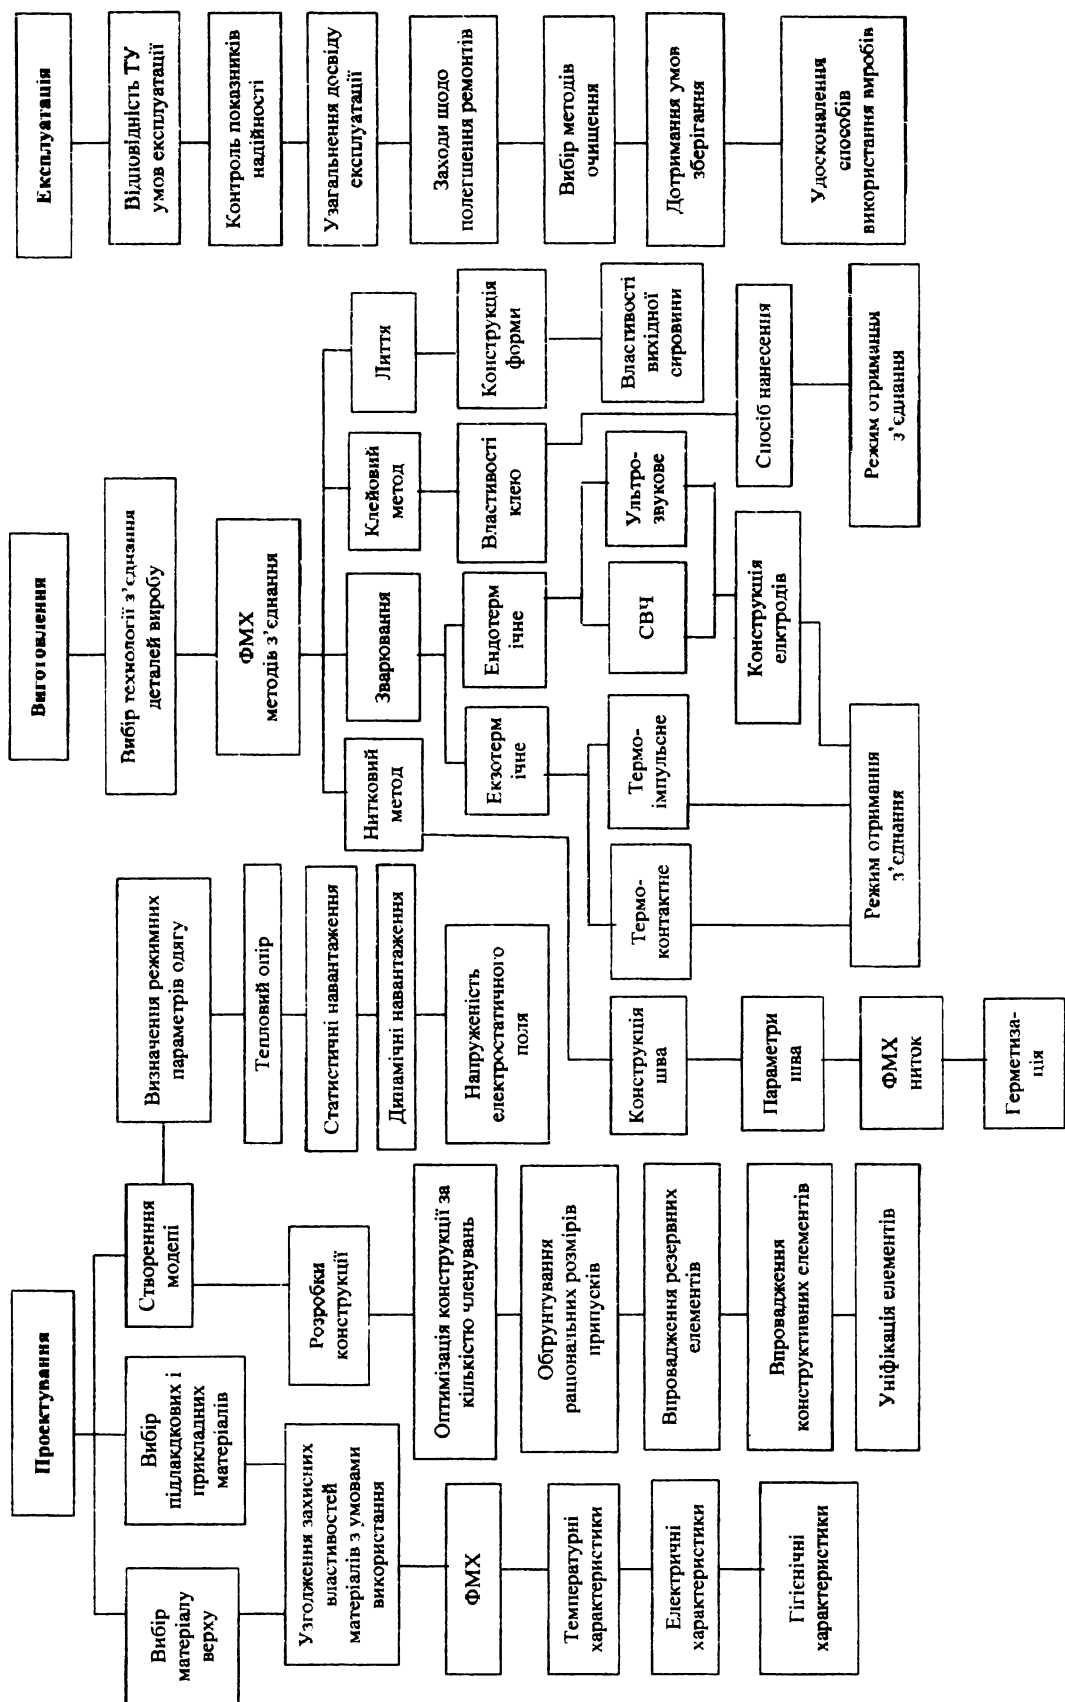 Проектування
Вибір
матеріалу
верху
Вибір
підлакдкових і
прикладних
матеріалів
Створенння
моделі
Узгодження захисних
властивостей
матеріалів з умовами
використання
ФМХ
Температурні
характеристики
Електричні
характеристики
Гігієнічні
характеристики
Розробки
конструкції
Оптимізація конструкції за
кількістю членувань
Обґрунтування
раціональних розмірів
припусків
Впровадження резервних
елементів
Впровадження
конструктивних елементів
Уніфікація елементів
Визначення режимних
параметрів одягу
Тепловий опір
Статистичні навантаження
Динамічні навантаження
Напруженість
електростатичного
поля
Виготовлення
Вибір технології з’єднання
деталей виробу
ФМХ
методів з’єднання
Нитковий
метод
Зварювання
Клейовий
метод
Лиття
Конструкція
шва
Параметри
шва
ФМХ
ниток
Герметиза-
ція
Екзотерм
ічне
Ендотерм
ічне
Термо-
контактне
Термо-
імпульсне
СВЧ
Ультро-
звукове
Конструкція
елктродів
Режим отримання
з’єднання
Властивості
клею
Спосіб нанесення
Режим отримання
з’єднання
Конструкція
форми
Властивості
вихідної
сировини
Експлуатація
Відповідність ТУ
умов експлуатації
Контроль показників
надійності
Узагальнення досвіду
експлуатації
Заходи щодо
полегшення ремонтів
Вибір методів
очищення
Дотримання умов
зберігання
Удосконалення
способів
використання виробів